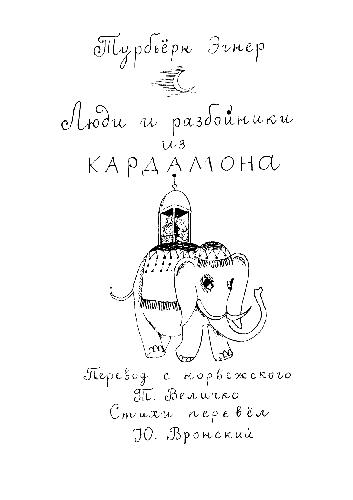 Турбьёрн Эгнер
Люди и разбойники
из
КАРДАМОНА
Перевод с норвежского
Т. Величко
Стихи перевёл
Ю. Вронский